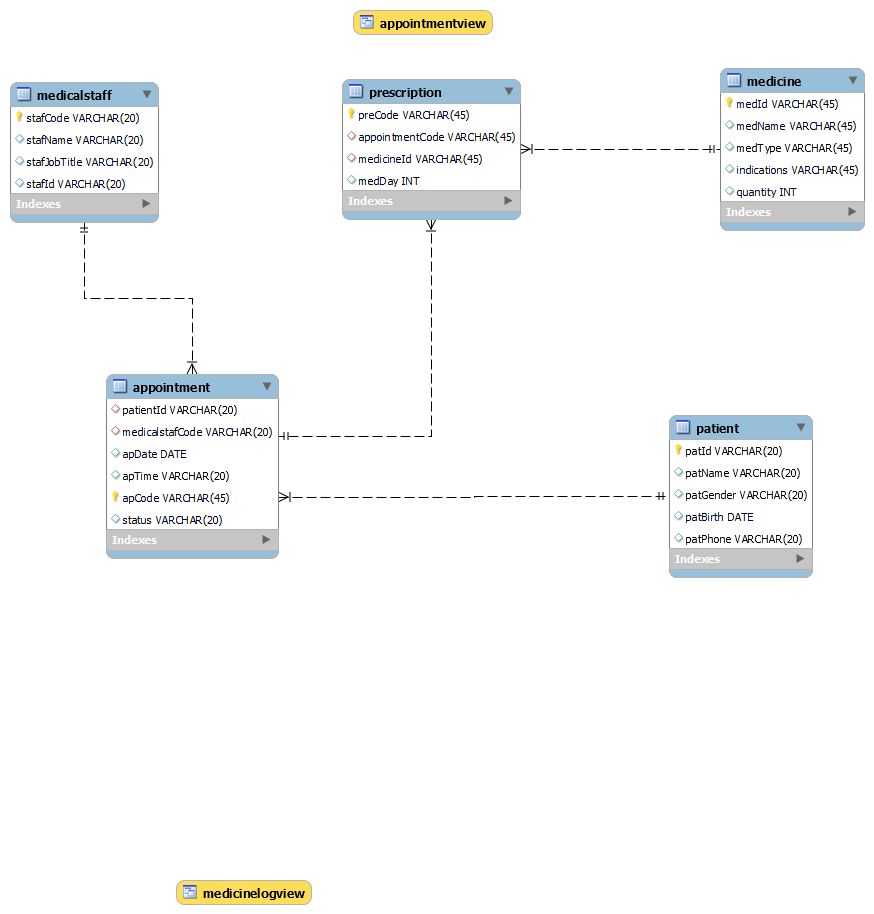 appointmentview
medicalstaff
stafCode VARCHAR(20)
stafName VARCHAR(20)
stafJobTitle VARCHAR(20)
stafId VARCHAR(20)
Indexes
prescription
preCode VARCHAR(45)
appointmentCode VARCHAR(45)
medicineId VARCHAR(45)
medDay INT
Indexes
medicine
medId VARCHAR(45)
medName VARCHAR(45)
medType VARCHAR(45)
indications VARCHAR(45)
quantity INT
Indexes
appointment
patientId VARCHAR(20)
medicalstafCode VARCHAR(20)
apDate DATE
apTime VARCHAR(20)
apCode VARCHAR(45)
status VARCHAR(20)
Indexes
patient
patId VARCHAR(20)
patName VARCHAR(20)
patGender VARCHAR(20)
patBirth DATE
patPhone VARCHAR(20)
Indexes
medicinelogview